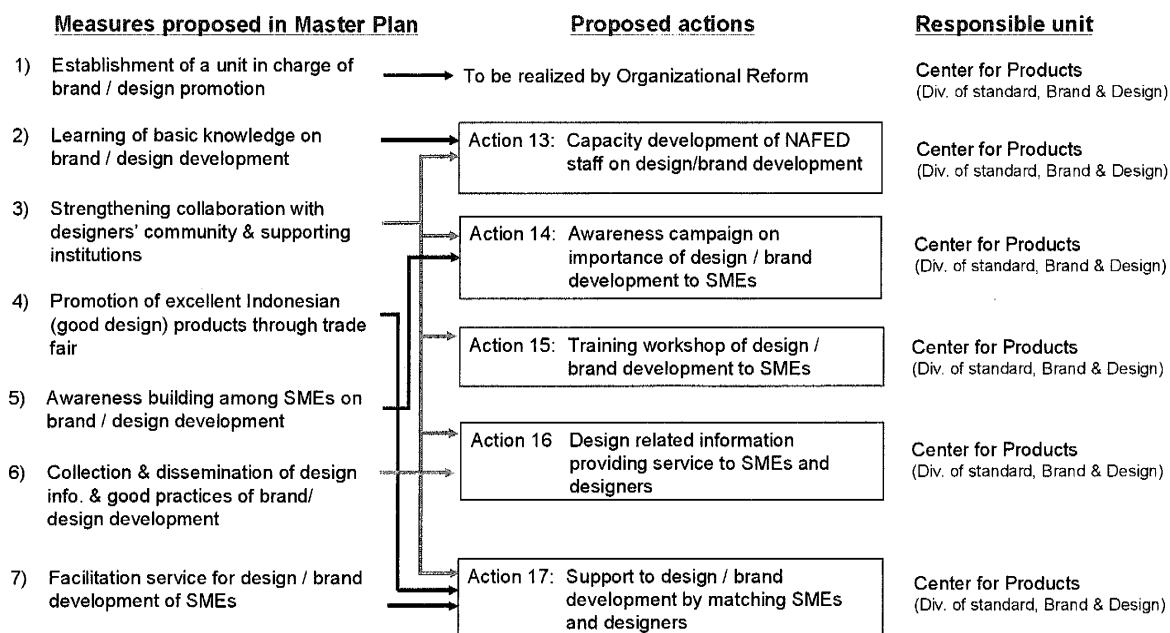 Measures proposed in Master Plan
Proposed actions
Responsible unit
1) Establishment of a unit in charge of
brand / design promotion
To be realized by Organizational Reform
Center for Products
(Div. of standard, Brand & Design)
2) Learning of basic knowledge on
brand / design development
Action 13: Capacity development of NAFED
staff on design/brand development
Center for Products
(Div. of standard, Brand & Design)
3) Strengthening collaboration with
designers' community & supporting
institutions
Action 14: Awareness campaign on
importance of design / brand
development to SMEs
Center for Products
(Div. of standard, Brand & Design)
4) Promotion of excellent Indonesian
(good design) products through trade
fair
Action 15: Training workshop of design /
brand development to SMEs
Center for Products
(Div. of standard, Brand & Design)
5) Awareness building among SMEs on
brand / design development
Action 16 Design related information
providing service to SMEs and
designers
Center for Products
(Div. of standard, Brand & Design)
6) Collection & dissemination of design
info. & good practices of brand/
design development
7) Facilitation service for design / brand
development of SMEs
Action 17: Support to design / brand
development by matching SMEs
and designers
Center for Products
(Div. of standard, Brand & Design)